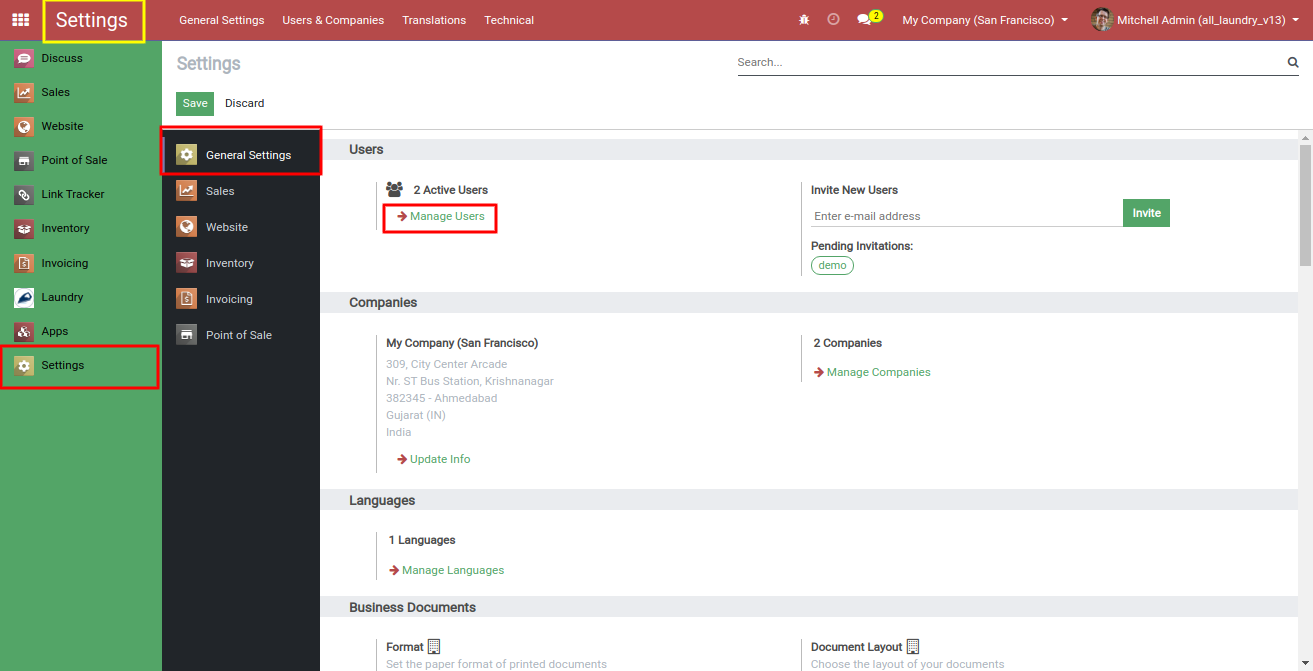 Settings General Settings Users & Companies Translations Technical 2 My Company (San Francisco) Mitchell Admin (all_laundry_v13)
Discuss
Sales
Website
Point of Sale
Link Tracker
Inventory
Invoicing
Laundry
Apps
Settings
Settings
Search...
Save Discard
General Settings
Sales
Website
Inventory
Invoicing
Point of Sale
Users
2 Active Users
Manage Users
Invite New Users
Enter e-mail address Invite
Pending Invitations:
demo
Companies
My Company (San Francisco)
309, City Center Arcade
Nr. ST Bus Station, Krishnanagar
382345 - Ahmedabad
Gujarat (IN)
India
Update Info
2 Companies
Manage Companies
Languages
1 Languages
Manage Languages
Business Documents
Format
Set the paper format of printed documents
Document Layout
Choose the layout of your documents